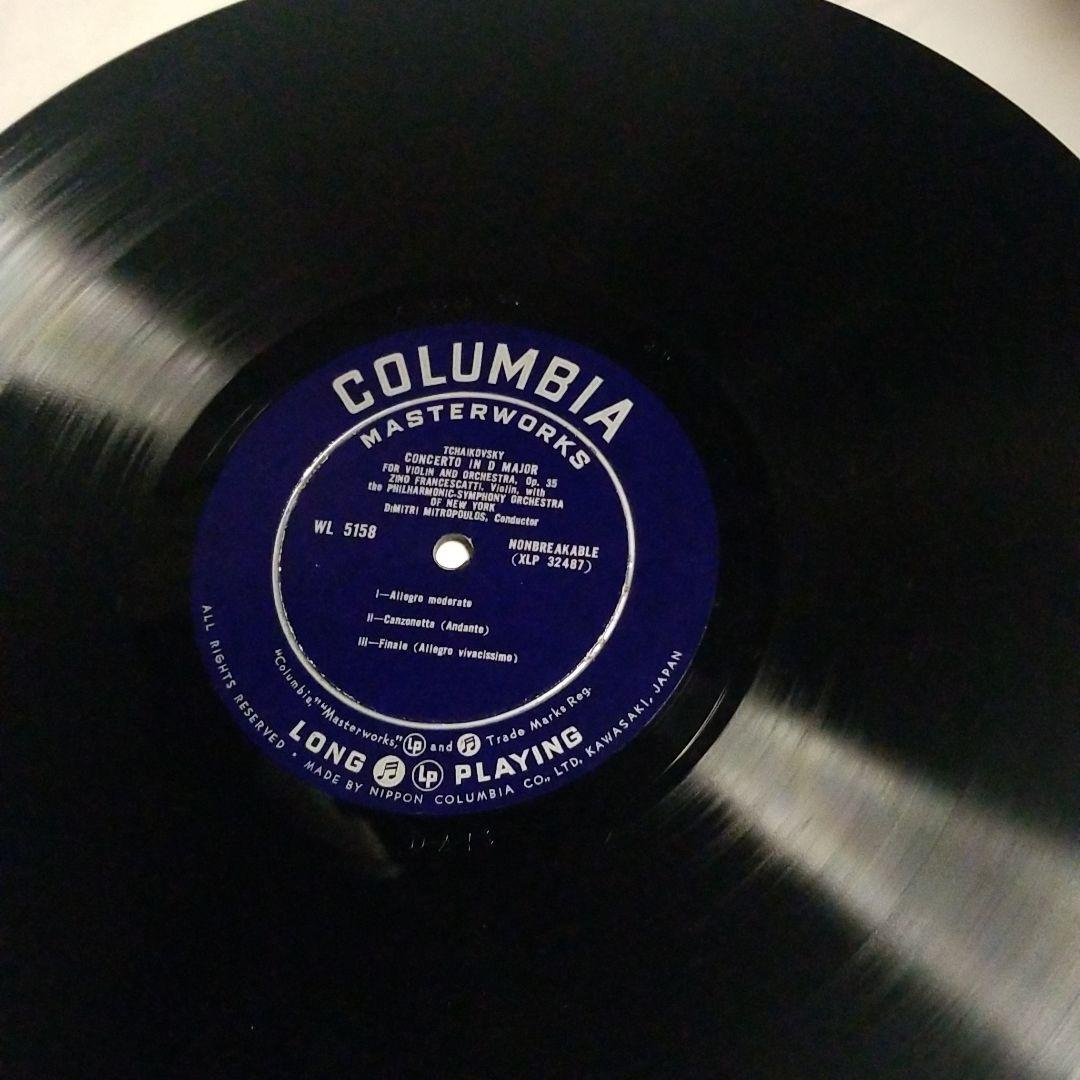 COLUMBIA
MASTERWORKS
TCHAIKOVSKY
CONCERTO IN D MAJOR
FOR VIOLIN AND ORCHESTRA, Op. 35
ZINO FRANCESCATTI, Violin, with
the PHILHARMONIC-SYMPHONY ORCHESTRA
OF NEW YORK
DIMITRI MITROPOULOS, Conductor
WL 5158
NONBREAKABLE
(XLP 32487)
I—Allegro moderato
II—Canzonetta (Andante)
III—Finale (Allegro vivacissimo)
"Columbia," "Masterworks," LP and Trade Marks Reg.
LONG LP PLAYING
ALL RIGHTS RESERVED • MADE BY NIPPON COLUMBIA CO., LTD, KAWASAKI, JAPAN